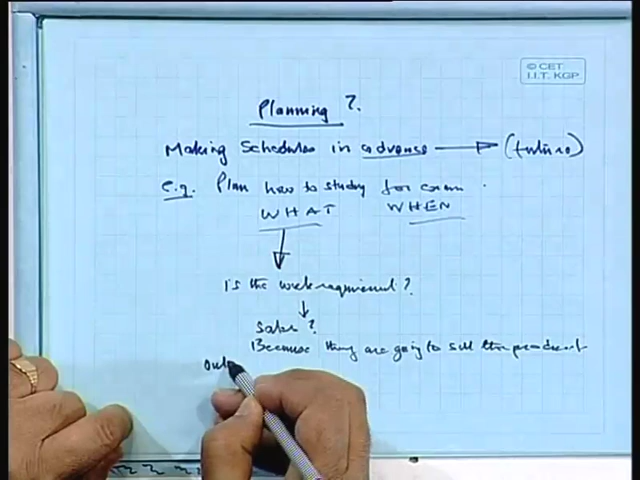 © CET
I.I.T. KGP
Planning ?
Making Schedules in advance → (future)
e.g. Plan how to study for exam.
WHAT WHEN
Is the work required ?
Sales ?
Because they are going to sell the product